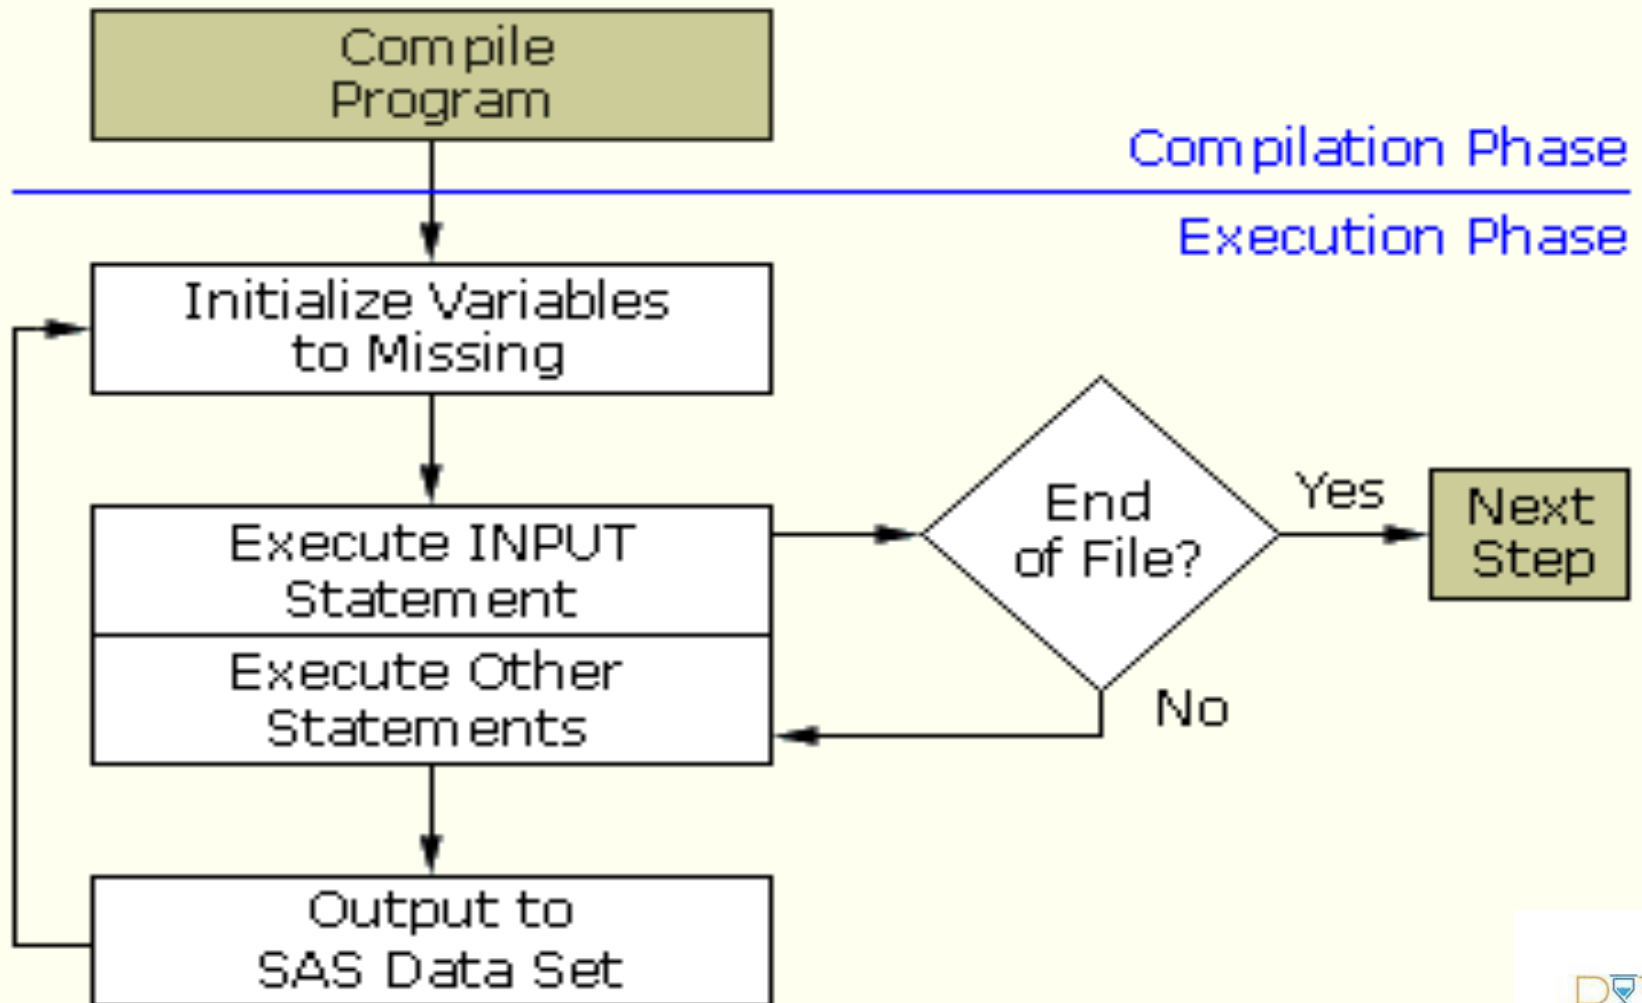 Compile
Program
Compilation Phase
Execution Phase
Initialize Variables
to Missing
Execute INPUT
Statement
End
of File?
Yes
Next
Step
Execute Other
Statements
No
Output to
SAS Data Set